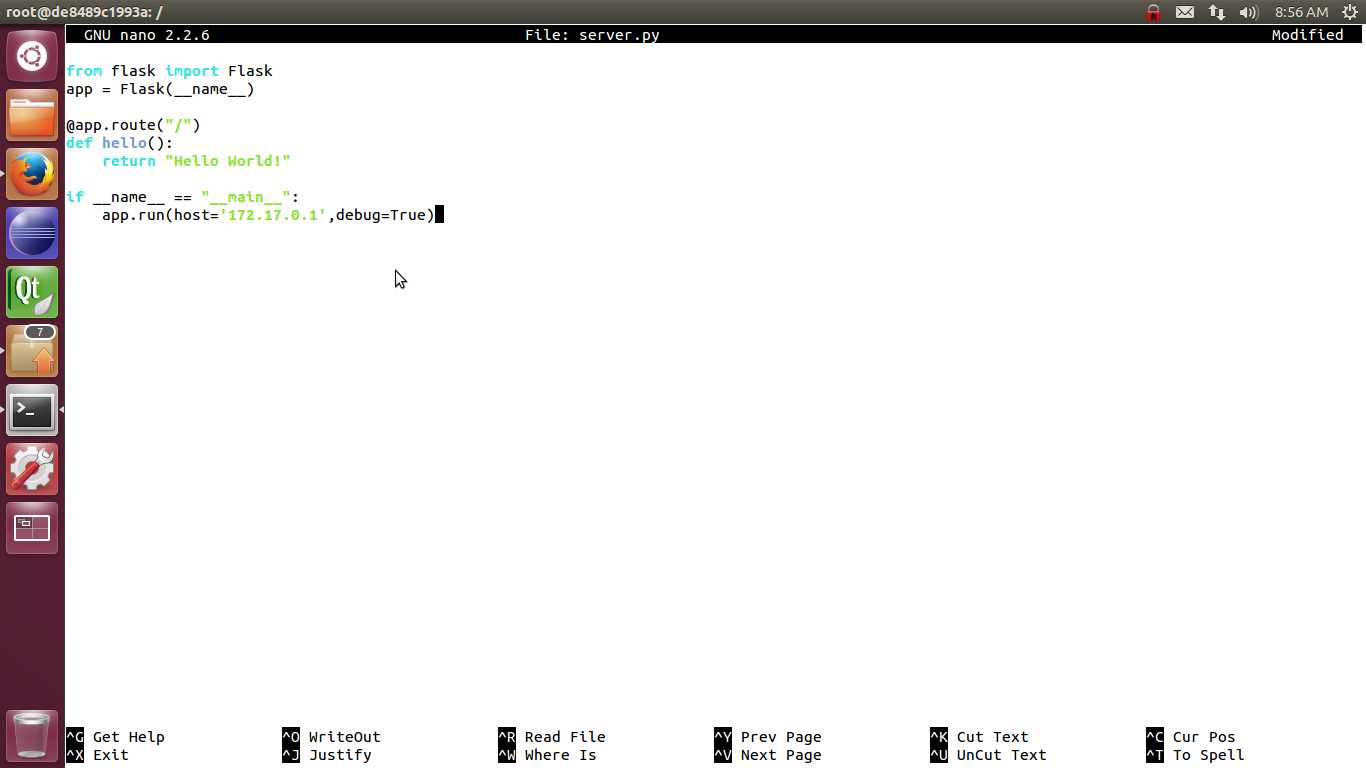 root@de8489c1993a: /
8:56 AM
GNU nano 2.2.6 File: server.py Modified
from flask import Flask
app = Flask(__name__)
@app.route("/")
def hello():
    return "Hello World!"
if __name__ == "__main__":
    app.run(host='172.17.0.1',debug=True)
Qt
7
>_
^G Get Help ^O WriteOut ^R Read File ^Y Prev Page ^K Cut Text ^C Cur Pos
^X Exit ^J Justify ^W Where Is ^V Next Page ^U UnCut Text ^T To Spell